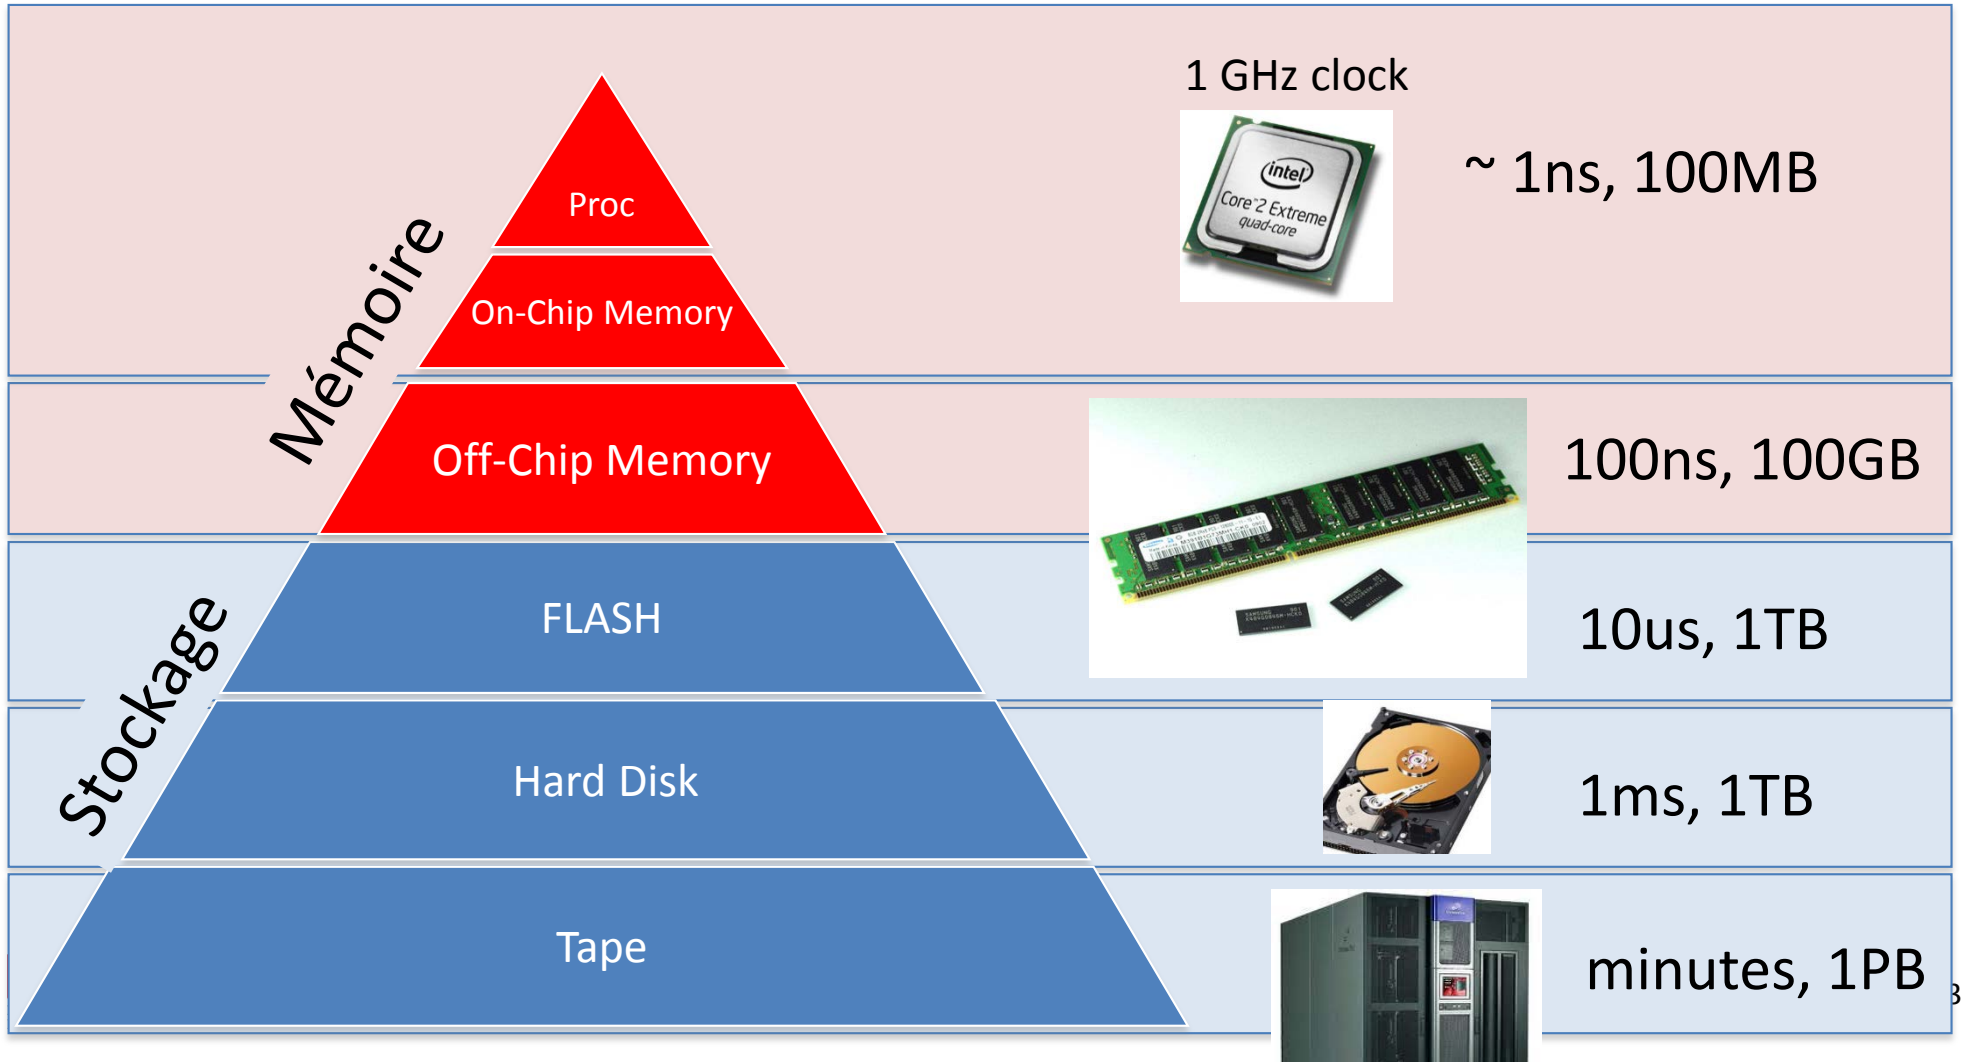 1 GHz clock
intel
Core 2 Extreme
quad-core
~ 1ns, 100MB
Proc
On-Chip Memory
Mémoire
Off-Chip Memory
100ns, 100GB
FLASH
10us, 1TB
Stockage
Hard Disk
1ms, 1TB
Tape
minutes, 1PB